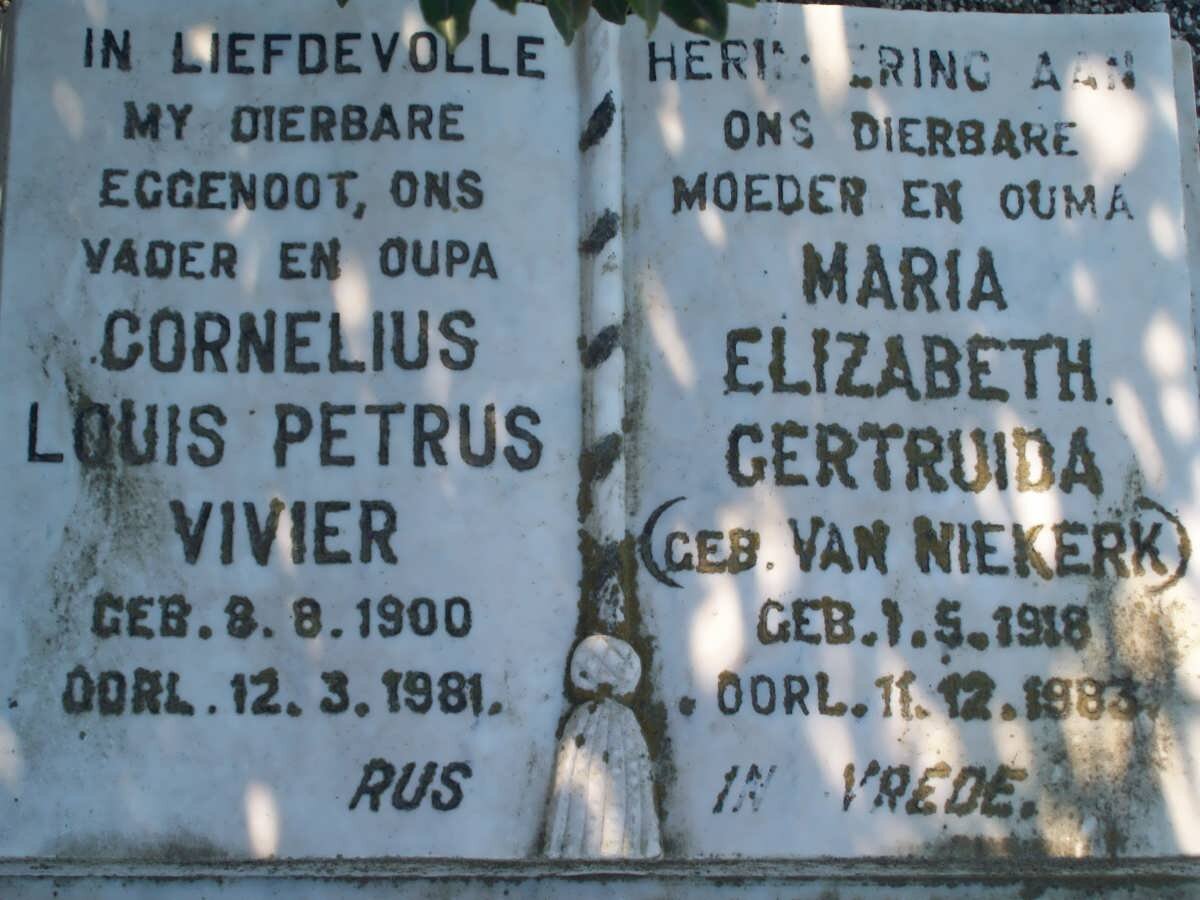 IN LIEFDEVOLLE HERINNERING AAN
MY DIERBARE
EGGENOOT, ONS
VADER EN OUPA
CORNELIUS
LOUIS PETRUS
VIVIER
GEB. 8. 8. 1900
OORL. 12. 3. 1981.
ONS DIERBARE
MOEDER EN OUMA
MARIA
ELIZABETH.
GERTRUIDA
(GEB. VAN NIEKERK)
GEB. 1. 5. 1918
OORL. 11. 12. 1983.
RUS IN VREDE.